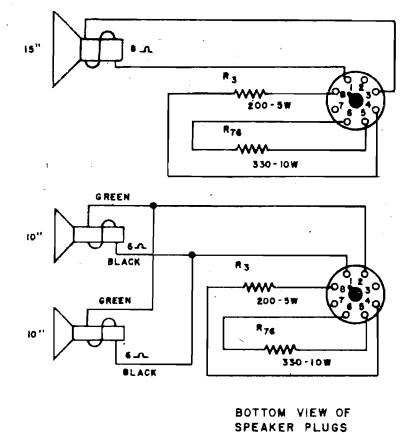 15" 8 Ω
R3
200-5W
R76
330-10W
1 2 3 4 5 6 7 8
GREEN
10" 6 Ω
BLACK
GREEN
10" 6 Ω
BLACK
R3
200-5W
R76
330-10W
1 2 3 4 5 6 7 8
BOTTOM VIEW OF
SPEAKER PLUGS